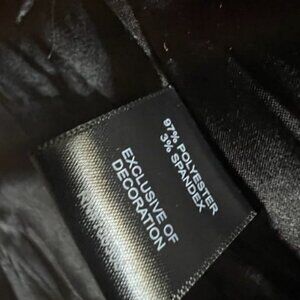 97% POLYESTER
3% SPANDEX
EXCLUSIVE OF
DECORATION